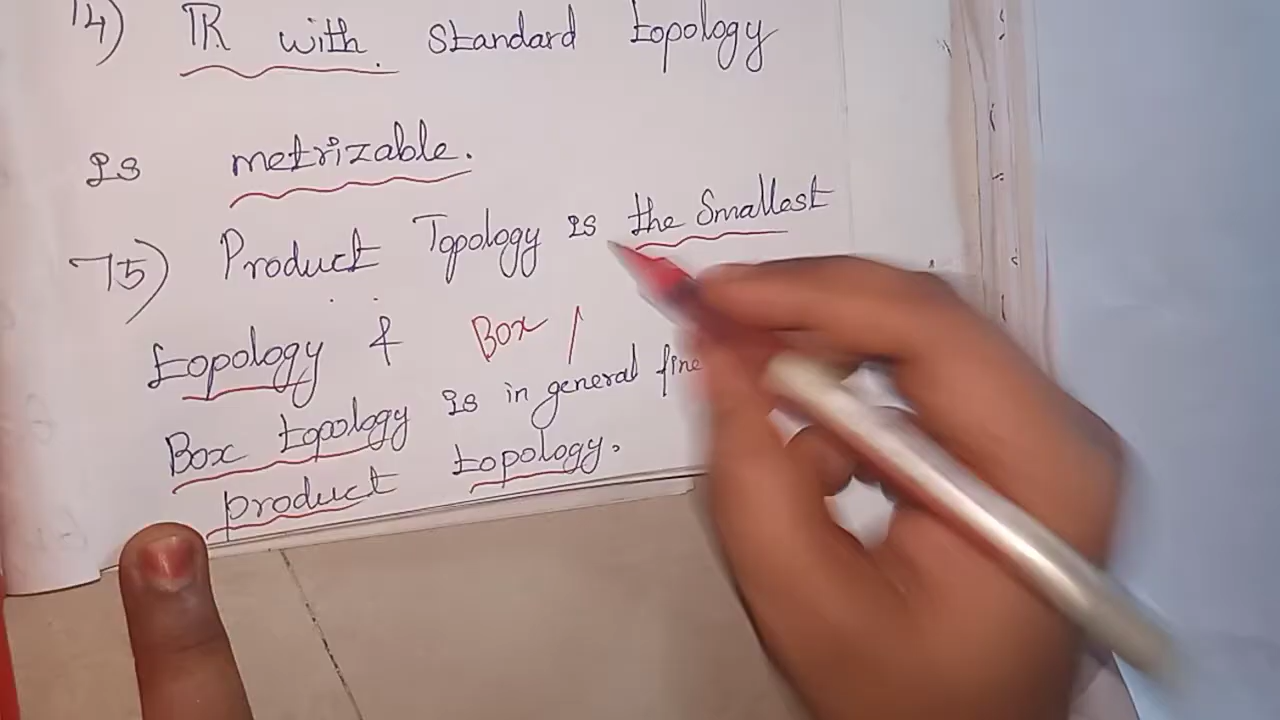 14) ℝ with standard topology
is metrizable.
75) Product Topology is the smallest
topology & Box /
Box topology is in general fine
product topology.